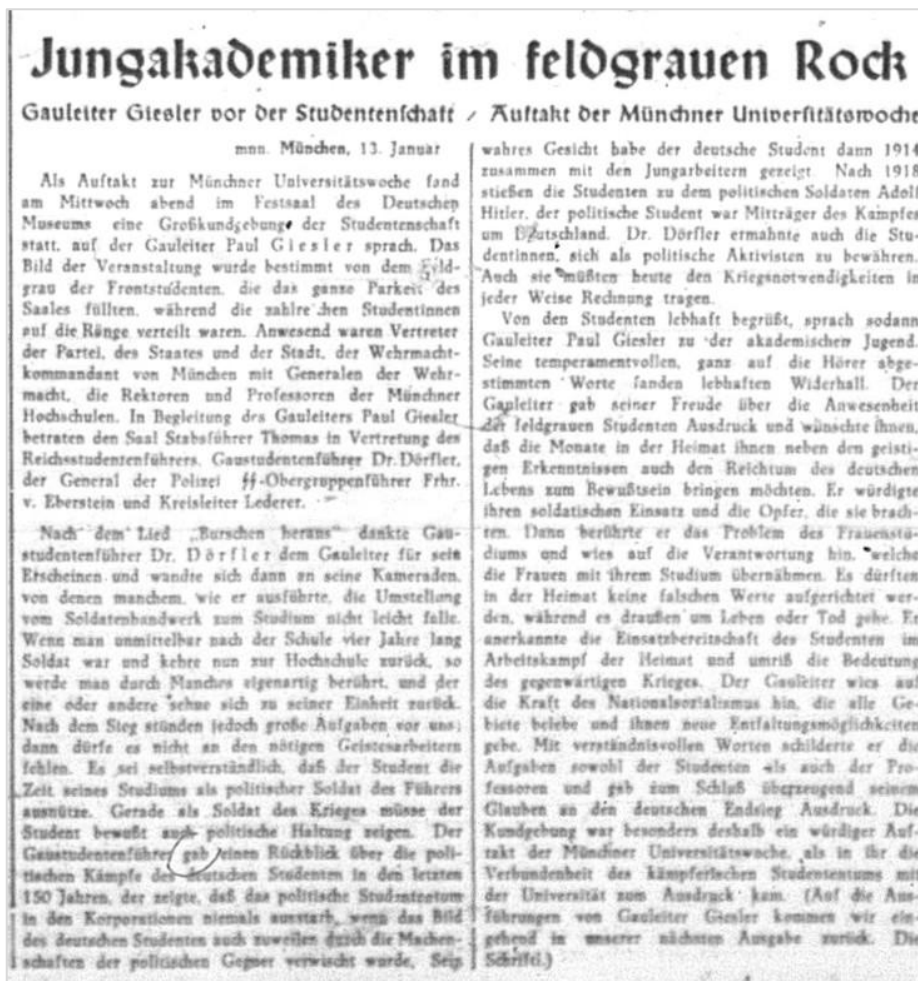 Jungakademiker im feldgrauen Rock
Gauleiter Giesler vor der Studentenschaft / Auftakt der Münchner Universitätswoche
mnn. München, 13. Januar
Als Auftakt zur Münchner Universitätswoche fand
am Mittwoch abend im Festsaal des Deutschen
Museums eine Großkundgebung der Studentenschaft
statt, auf der Gauleiter Paul Giesler sprach. Das
Bild der Veranstaltung wurde bestimmt von dem Feld-
grau der Frontstudenten, die das ganze Parkett des
Saales füllten, während die zahlreichen Studentinnen
auf die Ränge verteilt waren. Anwesend waren Vertreter
der Partei, des Staates und der Stadt, der Wehrmacht-
kommandant von München mit Generalen der Wehr-
macht, die Rektoren und Professoren der Münchner
Hochschulen. In Begleitung des Gauleiters Paul Giesler
betraten den Saal Stabsführer Thomas in Vertretung des
Reichsstudentenführers, Gaustudentenführer Dr. Dörfler,
der General der Polizei SS-Obergruppenführer Frhr.
v. Eberstein und Kreisleiter Lederer.
Nach dem Lied „Burschen heraus" dankte Gau-
studentenführer Dr. Dörfler dem Gauleiter für sein
Erscheinen und wandte sich dann an seine Kameraden,
von denen manchem, wie er ausführte, die Umstellung
vom Soldatenhandwerk zum Studium nicht leicht falle.
Wenn man unmittelbar nach der Schule vier Jahre lang
Soldat war und kehre nun zur Hochschule zurück, so
werde man durch Manches eigenartig berührt, und der
eine oder andere sehne sich zu seiner Einheit zurück.
Nach dem Sieg stünden jedoch große Aufgaben vor uns;
dann dürfe es nicht an den nötigen Geistesarbeitern
fehlen. Es sei selbstverständlich, daß der Student die
Zeit seines Studiums als politischer Soldat des Führers
ausnütze. Gerade als Soldat des Krieges müsse der
Student bewußt auch politische Haltung zeigen. Der
Gaustudentenführer gab einen Rückblick über die poli-
tischen Kämpfe des deutschen Studenten in den letzten
150 Jahren, der zeigte, daß das politische Studententum
in den Korporationen niemals ausstarb, wenn das Bild
des deutschen Studenten auch zuweilen durch die Machen-
schaften der politischen Gegner verwischt wurde. Sein
wahres Gesicht habe der deutsche Student dann 1914
zusammen mit den Jungarbeitern gezeigt. Nach 1918
stießen die Studenten zu dem politischen Soldaten Adolf
Hitler, der politische Student war Mitträger des Kampfes
um Deutschland. Dr. Dörfler ermahnte auch die Stu-
dentinnen, sich als politische Aktivisten zu bewähren.
Auch sie müßten heute den Kriegsnotwendigkeiten in
jeder Weise Rechnung tragen.
Von den Studenten lebhaft begrüßt, sprach sodann
Gauleiter Paul Giesler zu der akademischen Jugend.
Seine temperamentvollen, ganz auf die Hörer abge-
stimmten Worte fanden lebhaften Widerhall. Der
Gauleiter gab seiner Freude über die Anwesenheit
der feldgrauen Studenten Ausdruck und wünschte ihnen,
daß die Monate in der Heimat ihnen neben den geisti-
gen Erkenntnissen auch den Reichtum des deutschen
Lebens zum Bewußtsein bringen möchten. Er würdigte
ihren soldatischen Einsatz und die Opfer, die sie brach-
ten. Dann berührte er das Problem des Frauenstu-
diums und wies auf die Verantwortung hin, welche
die Frauen mit ihrem Studium übernähmen. Es dürften
in der Heimat keine falschen Werte aufgerichtet wer-
den, während es draußen um Leben oder Tod gehe. Er
anerkannte die Einsatzbereitschaft des Studenten im
Arbeitskampf der Heimat und umriß die Bedeutung
des gegenwärtigen Krieges. Der Gauleiter wies auf
die Kraft des Nationalsozialismus hin, die alle Ge-
biete belebe und ihnen neue Entfaltungsmöglichkeiten
gebe. Mit verständnisvollen Worten schilderte er die
Aufgaben sowohl der Studenten als auch der Pro-
fessoren und gab zum Schluß überzeugend seinem
Glauben an den deutschen Endsieg Ausdruck. Die
Kundgebung war besonders deshalb ein würdiger Auf-
takt der Münchner Universitätswoche, als in ihr die
Verbundenheit des kämpferischen Studententums mit
der Universität zum Ausdruck kam. (Auf die Aus-
führungen von Gauleiter Giesler kommen wir ein-
gehend in unserer nächsten Ausgabe zurück. Die
Schriftl.)